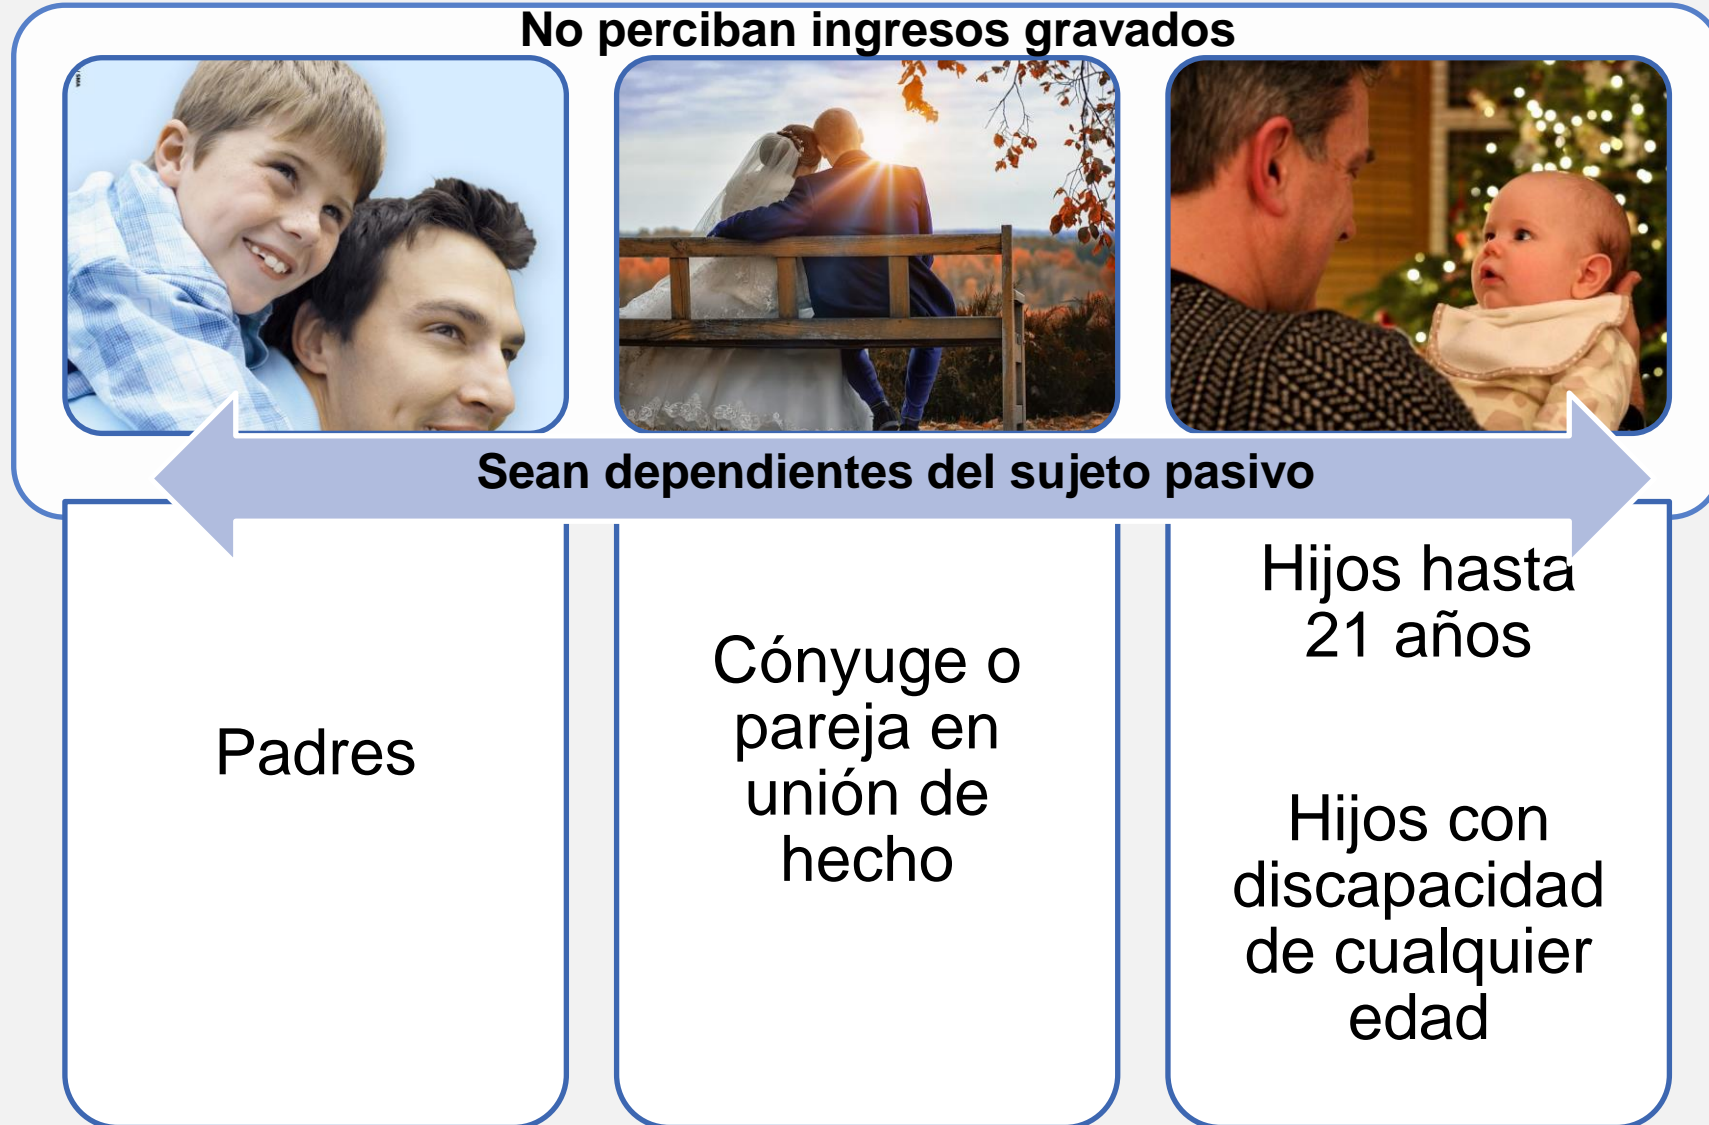 No perciban ingresos gravados
Sean dependientes del sujeto pasivo
Padres
Cónyuge o
pareja en
unión de
hecho
Hijos hasta
21 años
Hijos con
discapacidad
de cualquier
edad